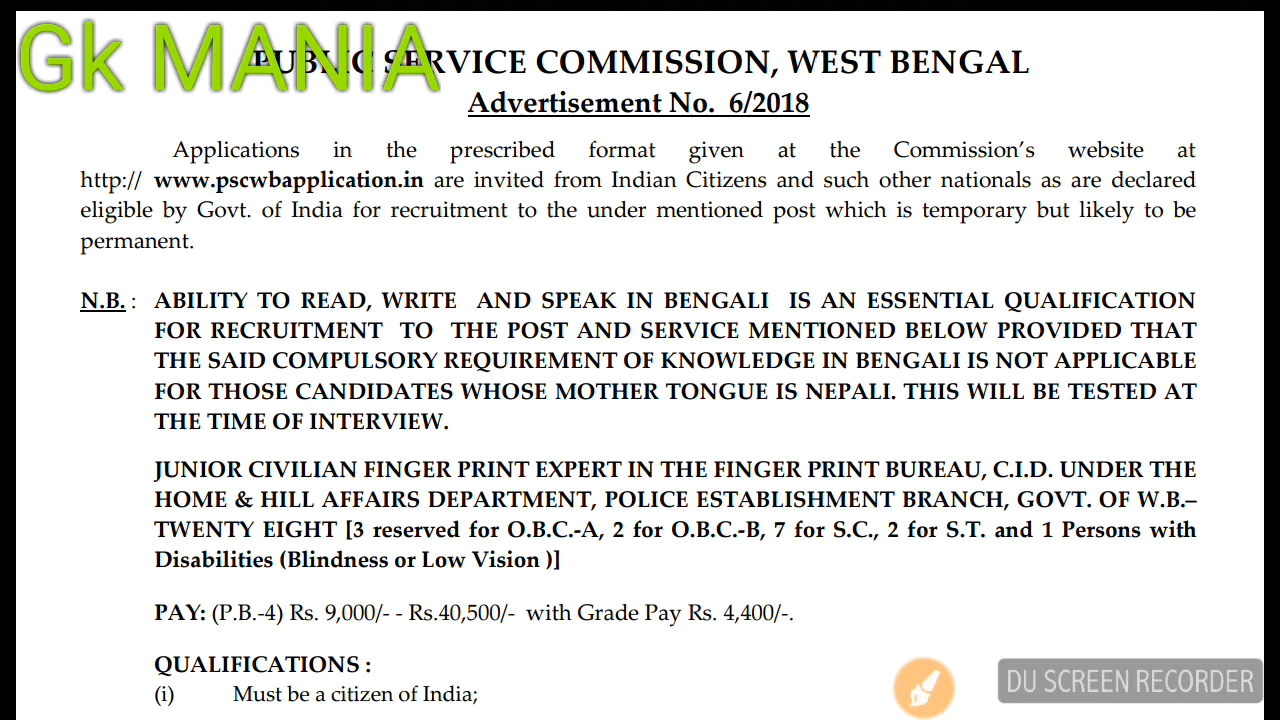 Gk MANIA
PUBLIC SERVICE COMMISSION, WEST BENGAL
Advertisement No. 6/2018
Applications in the prescribed format given at the Commission's website at
http:// www.pscwbapplication.in are invited from Indian Citizens and such other nationals as are declared
eligible by Govt. of India for recruitment to the under mentioned post which is temporary but likely to be
permanent.
N.B. : ABILITY TO READ, WRITE AND SPEAK IN BENGALI IS AN ESSENTIAL QUALIFICATION
FOR RECRUITMENT TO THE POST AND SERVICE MENTIONED BELOW PROVIDED THAT
THE SAID COMPULSORY REQUIREMENT OF KNOWLEDGE IN BENGALI IS NOT APPLICABLE
FOR THOSE CANDIDATES WHOSE MOTHER TONGUE IS NEPALI. THIS WILL BE TESTED AT
THE TIME OF INTERVIEW.
JUNIOR CIVILIAN FINGER PRINT EXPERT IN THE FINGER PRINT BUREAU, C.I.D. UNDER THE
HOME & HILL AFFAIRS DEPARTMENT, POLICE ESTABLISHMENT BRANCH, GOVT. OF W.B.–
TWENTY EIGHT [3 reserved for O.B.C.-A, 2 for O.B.C.-B, 7 for S.C., 2 for S.T. and 1 Persons with
Disabilities (Blindness or Low Vision )]
PAY: (P.B.-4) Rs. 9,000/- - Rs.40,500/- with Grade Pay Rs. 4,400/-.
QUALIFICATIONS :
(i) Must be a citizen of India;
DU SCREEN RECORDER